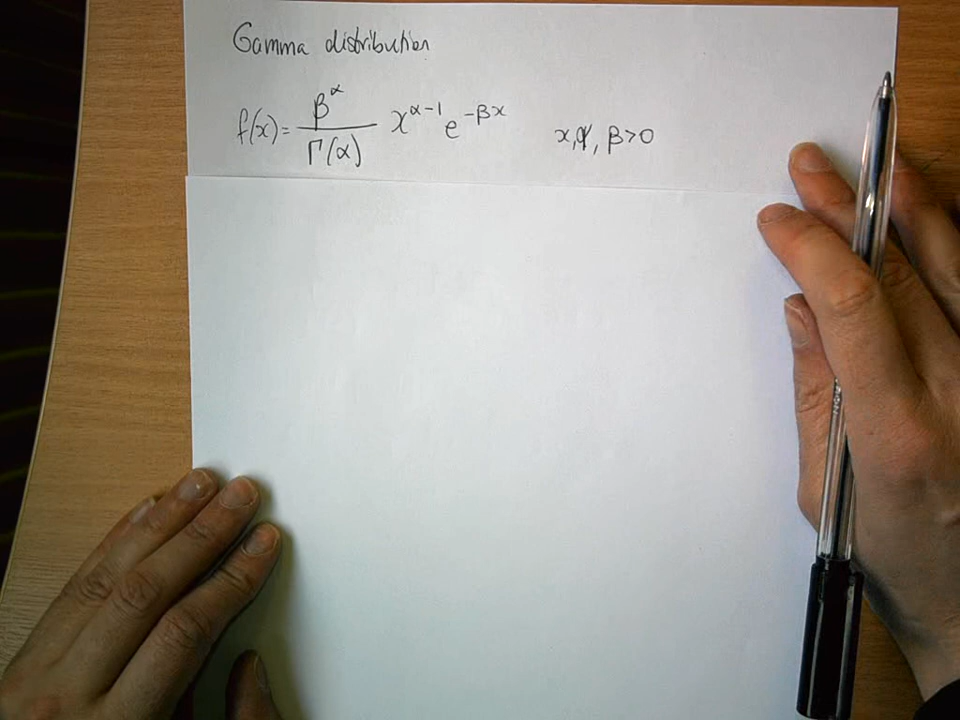 Gamma distribution
f(x) = β^α / Γ(α) x^(α-1) e^(-βx)    x, α, β > 0